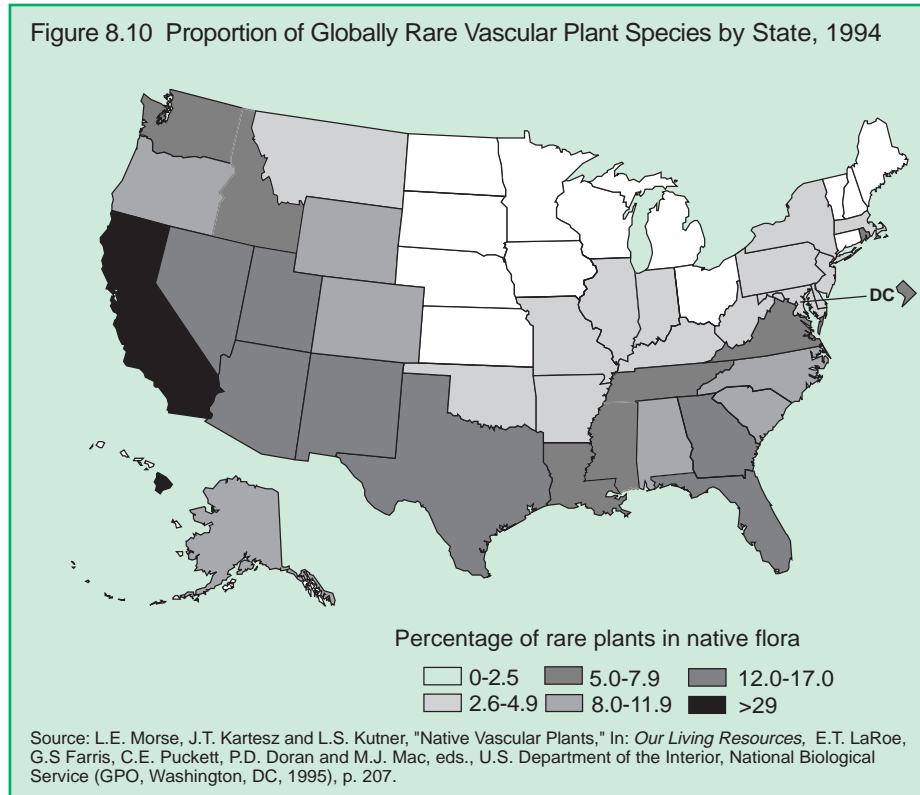 Figure 8.10 Proportion of Globally Rare Vascular Plant Species by State, 1994
DC
Percentage of rare plants in native flora
0-2.5 5.0-7.9 12.0-17.0
2.6-4.9 8.0-11.9 >29
Source: L.E. Morse, J.T. Kartesz and L.S. Kutner, "Native Vascular Plants," In: Our Living Resources, E.T. LaRoe,
G.S Farris, C.E. Puckett, P.D. Doran and M.J. Mac, eds., U.S. Department of the Interior, National Biological
Service (GPO, Washington, DC, 1995), p. 207.